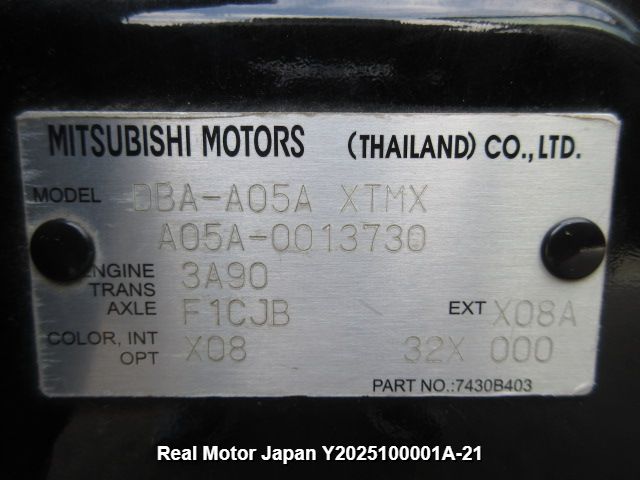 MITSUBISHI MOTORS (THAILAND) CO., LTD.
MODEL DBA-A05A XTMX
A05A-0013730
ENGINE 3A90
TRANS
AXLE F1CJB EXT X08A
COLOR, INT X08 32X 000
OPT
PART NO.:7430B403
Real Motor Japan Y2025100001A-21